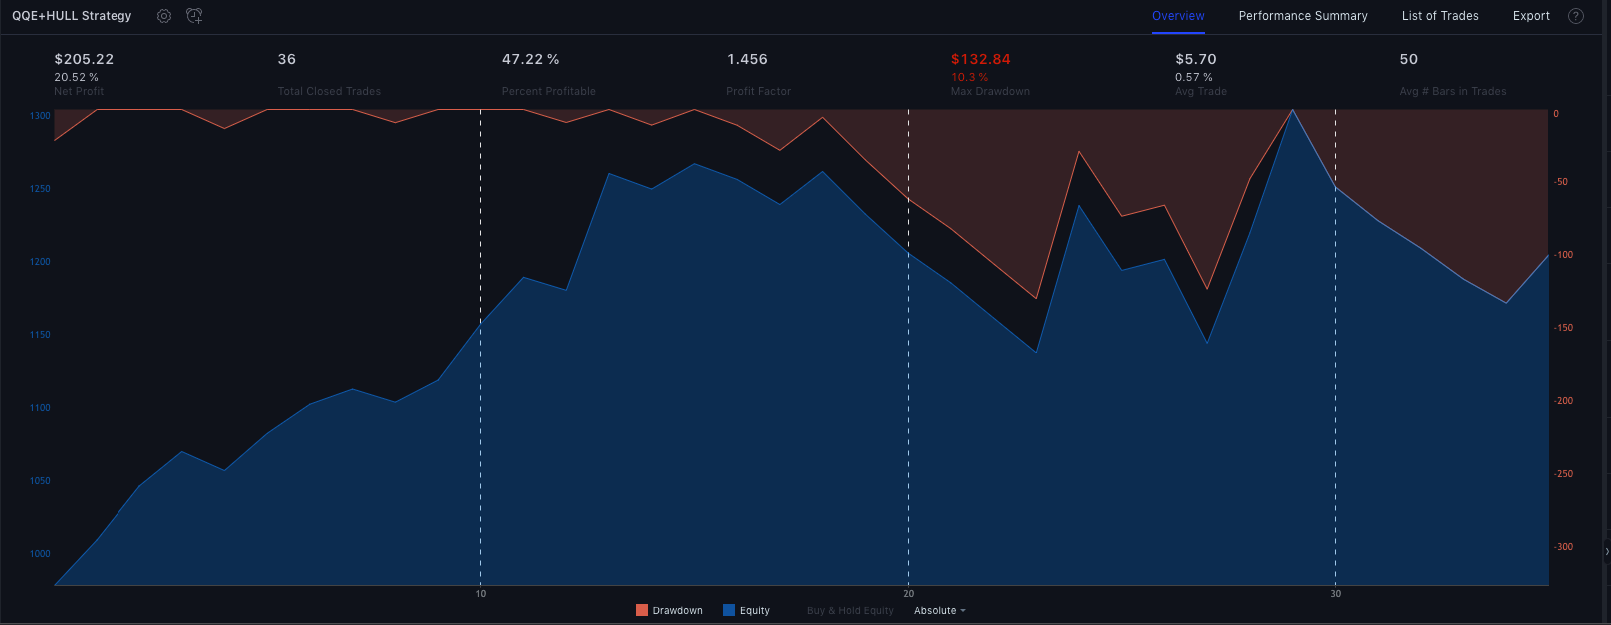 QQE+HULL Strategy
Overview Performance Summary List of Trades Export ?
$205.22 36 47.22 % 1.456 $132.84 $5.70 50
20.52 % 10.3 % 0.57 %
Net Profit Total Closed Trades Percent Profitable Profit Factor Max Drawdown Avg Trade Avg # Bars in Trades
1300 0
1250 -50
1200 -100
1150 -150
1100 -200
1050 -250
1000 -300
10 20 30
Drawdown Equity Buy & Hold Equity Absolute